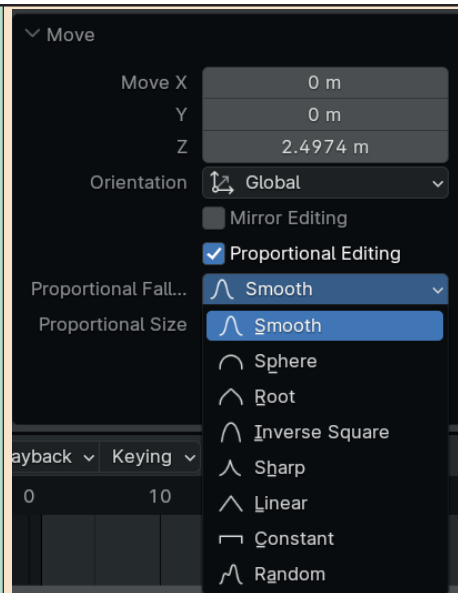 Move
Move X 0 m
Y 0 m
Z 2.4974 m
Orientation Global
Mirror Editing
Proportional Editing
Proportional Fall... Smooth
Proportional Size
Smooth
Sphere
Root
Inverse Square
Sharp
Linear
Constant
Random
ayback Keying
0 10